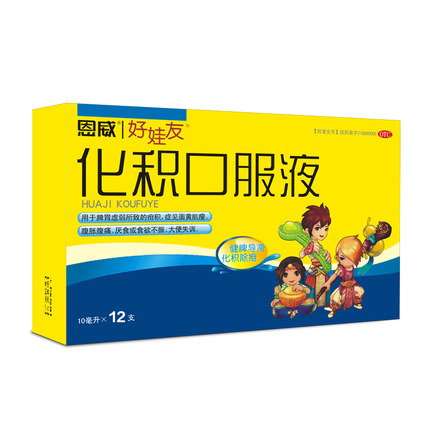 恩威® 好娃友®
OTC
化积口服液
HUAJI KOUFUYE
用于脾胃虚弱所致的疳积,症见面黄肌瘦,
腹胀腹痛、厌食或食欲不振、大便失调。
健脾导滞
化积除疳
10毫升×12支